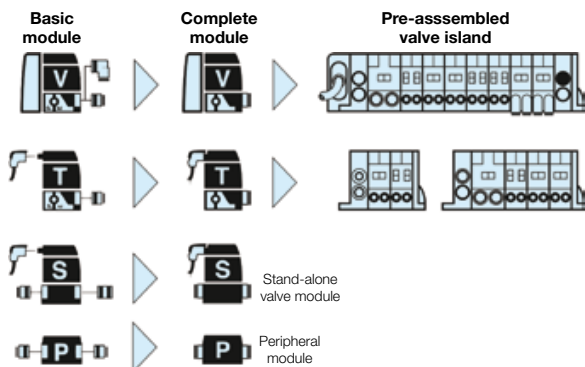 Basic
module
Complete
module
Pre-asssembled
valve island
V
V
T
T
S
S
Stand-alone
valve module
P
P
Peripheral
module